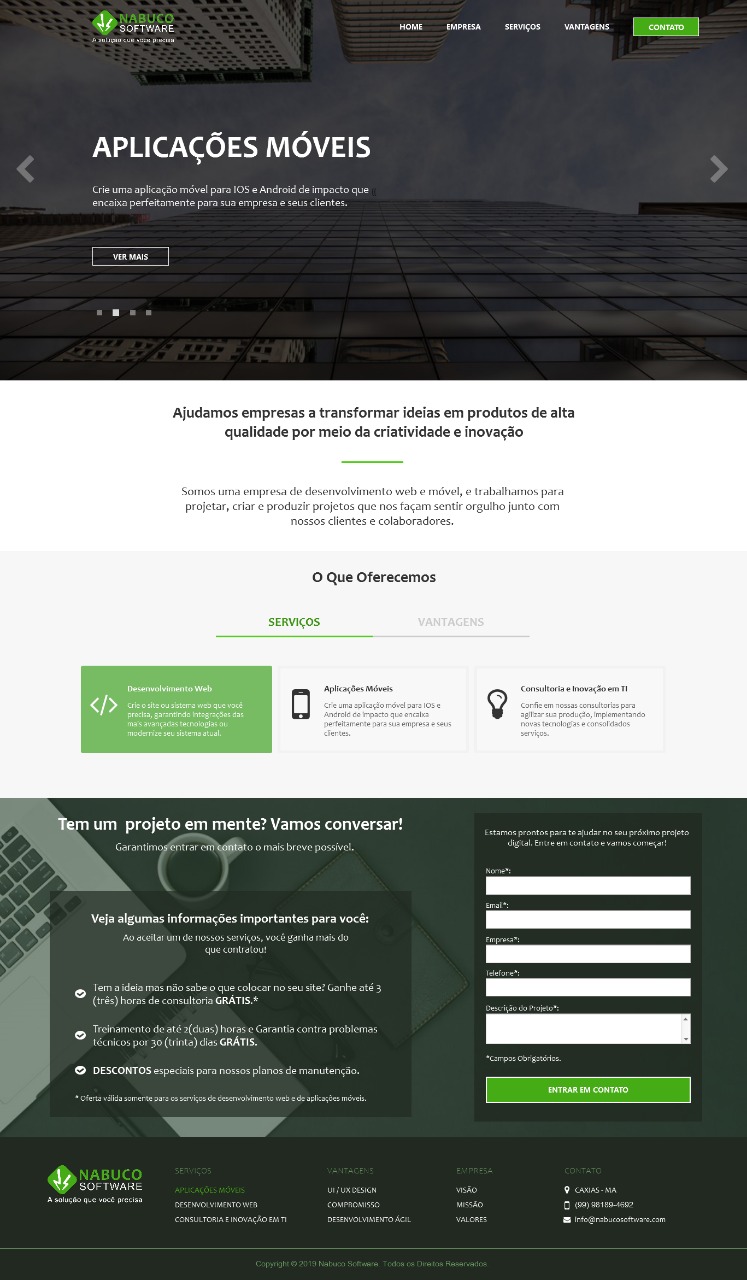 NABUCO
SOFTWARE
A solução que você precisa
HOME EMPRESA SERVIÇOS VANTAGENS CONTATO
APLICAÇÕES MÓVEIS
Crie uma aplicação móvel para IOS e Android de impacto que
encaixa perfeitamente para sua empresa e seus clientes.
VER MAIS
Ajudamos empresas a transformar ideias em produtos de alta
qualidade por meio da criatividade e inovação
Somos uma empresa de desenvolvimento web e móvel, e trabalhamos para
projetar, criar e produzir projetos que nos façam sentir orgulho junto com
nossos clientes e colaboradores.
O Que Oferecemos
SERVIÇOS VANTAGENS
Desenvolvimento Web
Crie o site ou sistema web que você
precisa, garantindo integrações das
mais avançadas tecnologias ou
modernize seu sistema atual.
Aplicações Móveis
Crie uma aplicação móvel para IOS e
Android de impacto que encaixa
perfeitamente para sua empresa e seus
clientes.
Consultoria e Inovação em TI
Confie em nossas consultorias para
agilizar sua produção, implementando
novas tecnologias e consolidados
serviços.
Tem um projeto em mente? Vamos conversar!
Garantimos entrar em contato o mais breve possível.
Veja algumas informações importantes para você:
Ao aceitar um de nossos serviços, você ganha mais do
que contratou!
Tem a ideia mas não sabe o que colocar no seu site? Ganhe até 3
(três) horas de consultoria GRÁTIS.*
Treinamento de até 2(duas) horas e Garantia contra problemas
técnicos por 30 (trinta) dias GRÁTIS.
DESCONTOS especiais para nossos planos de manutenção.
* Oferta válida somente para os serviços de desenvolvimento web e de aplicações móveis.
Estamos prontos para te ajudar no seu próximo projeto
digital. Entre em contato e vamos começar!
Nome*:
Email*:
Empresa*:
Telefone*:
Descrição do Projeto*:
*Campos Obrigatórios.
ENTRAR EM CONTATO
NABUCO
SOFTWARE
A solução que você precisa
SERVIÇOS
APLICAÇÕES MÓVEIS
DESENVOLVIMENTO WEB
CONSULTORIA E INOVAÇÃO EM TI
VANTAGENS
UI / UX DESIGN
COMPROMISSO
DESENVOLVIMENTO ÁGIL
EMPRESA
VISÃO
MISSÃO
VALORES
CONTATO
CAXIAS - MA
(99) 98189-4692
info@nabucosoftware.com
Copyright © 2019 Nabuco Software. Todos os Direitos Reservados